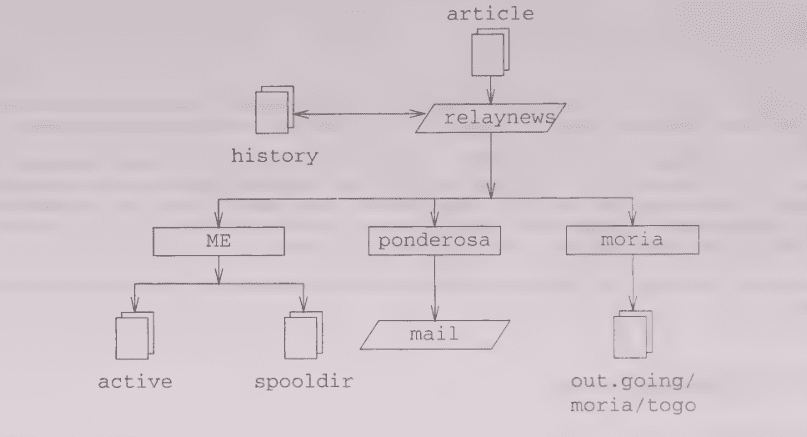 article
relaynews
history
ME
ponderosa
moria
mail
active
spooldir
out.going/
moria/togo